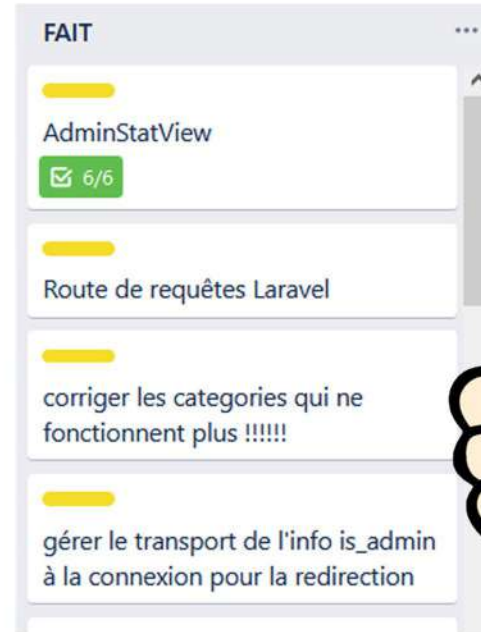 FAIT
AdminStatView
6/6
Route de requêtes Laravel
corriger les categories qui ne
fonctionnent plus !!!!!!
gérer le transport de l'info is_admin
à la connexion pour la redirection